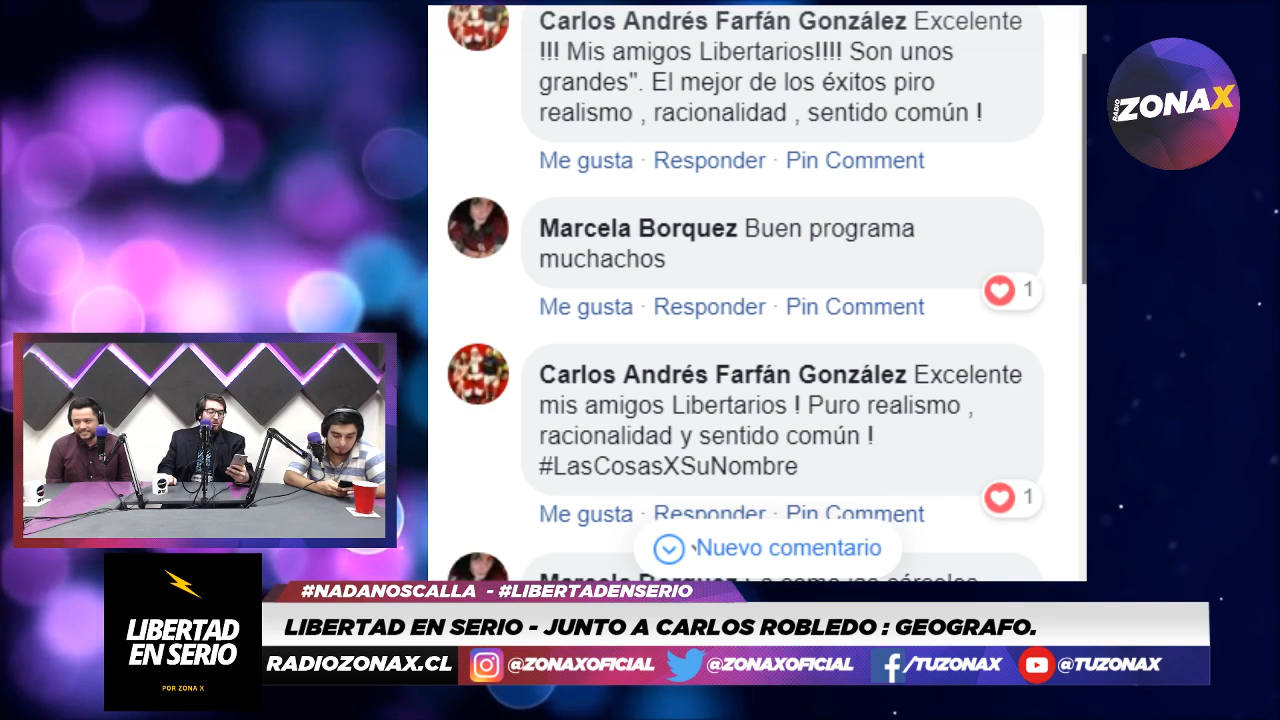 Carlos Andrés Farfán González Excelente
!!! Mis amigos Libertarios!!!! Son unos
grandes". El mejor de los éxitos piro
realismo , racionalidad , sentido común !
Me gusta · Responder · Pin Comment
Marcela Borquez Buen programa
muchachos
1
Me gusta · Responder · Pin Comment
Carlos Andrés Farfán González Excelente
mis amigos Libertarios ! Puro realismo ,
racionalidad y sentido común !
#LasCosasXSuNombre
1
Me gusta · Responder · Pin Comment
Nuevo comentario
Marcela Borquez
RADIO
ZONAX
#NADANOSCALLA - #LIBERTADENSERIO
LIBERTAD EN SERIO - JUNTO A CARLOS ROBLEDO : GEOGRAFO.
LIBERTAD
EN SERIO
POR ZONA X
RADIOZONAX.CL @ZONAXOFICIAL @ZONAXOFICIAL /TUZONAX @TUZONAX